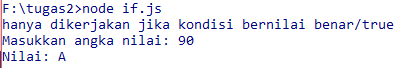 F:\tugas2>node if.js
hanya dikerjakan jika kondisi bernilai benar/true
Masukkan angka nilai: 90
Nilai: A